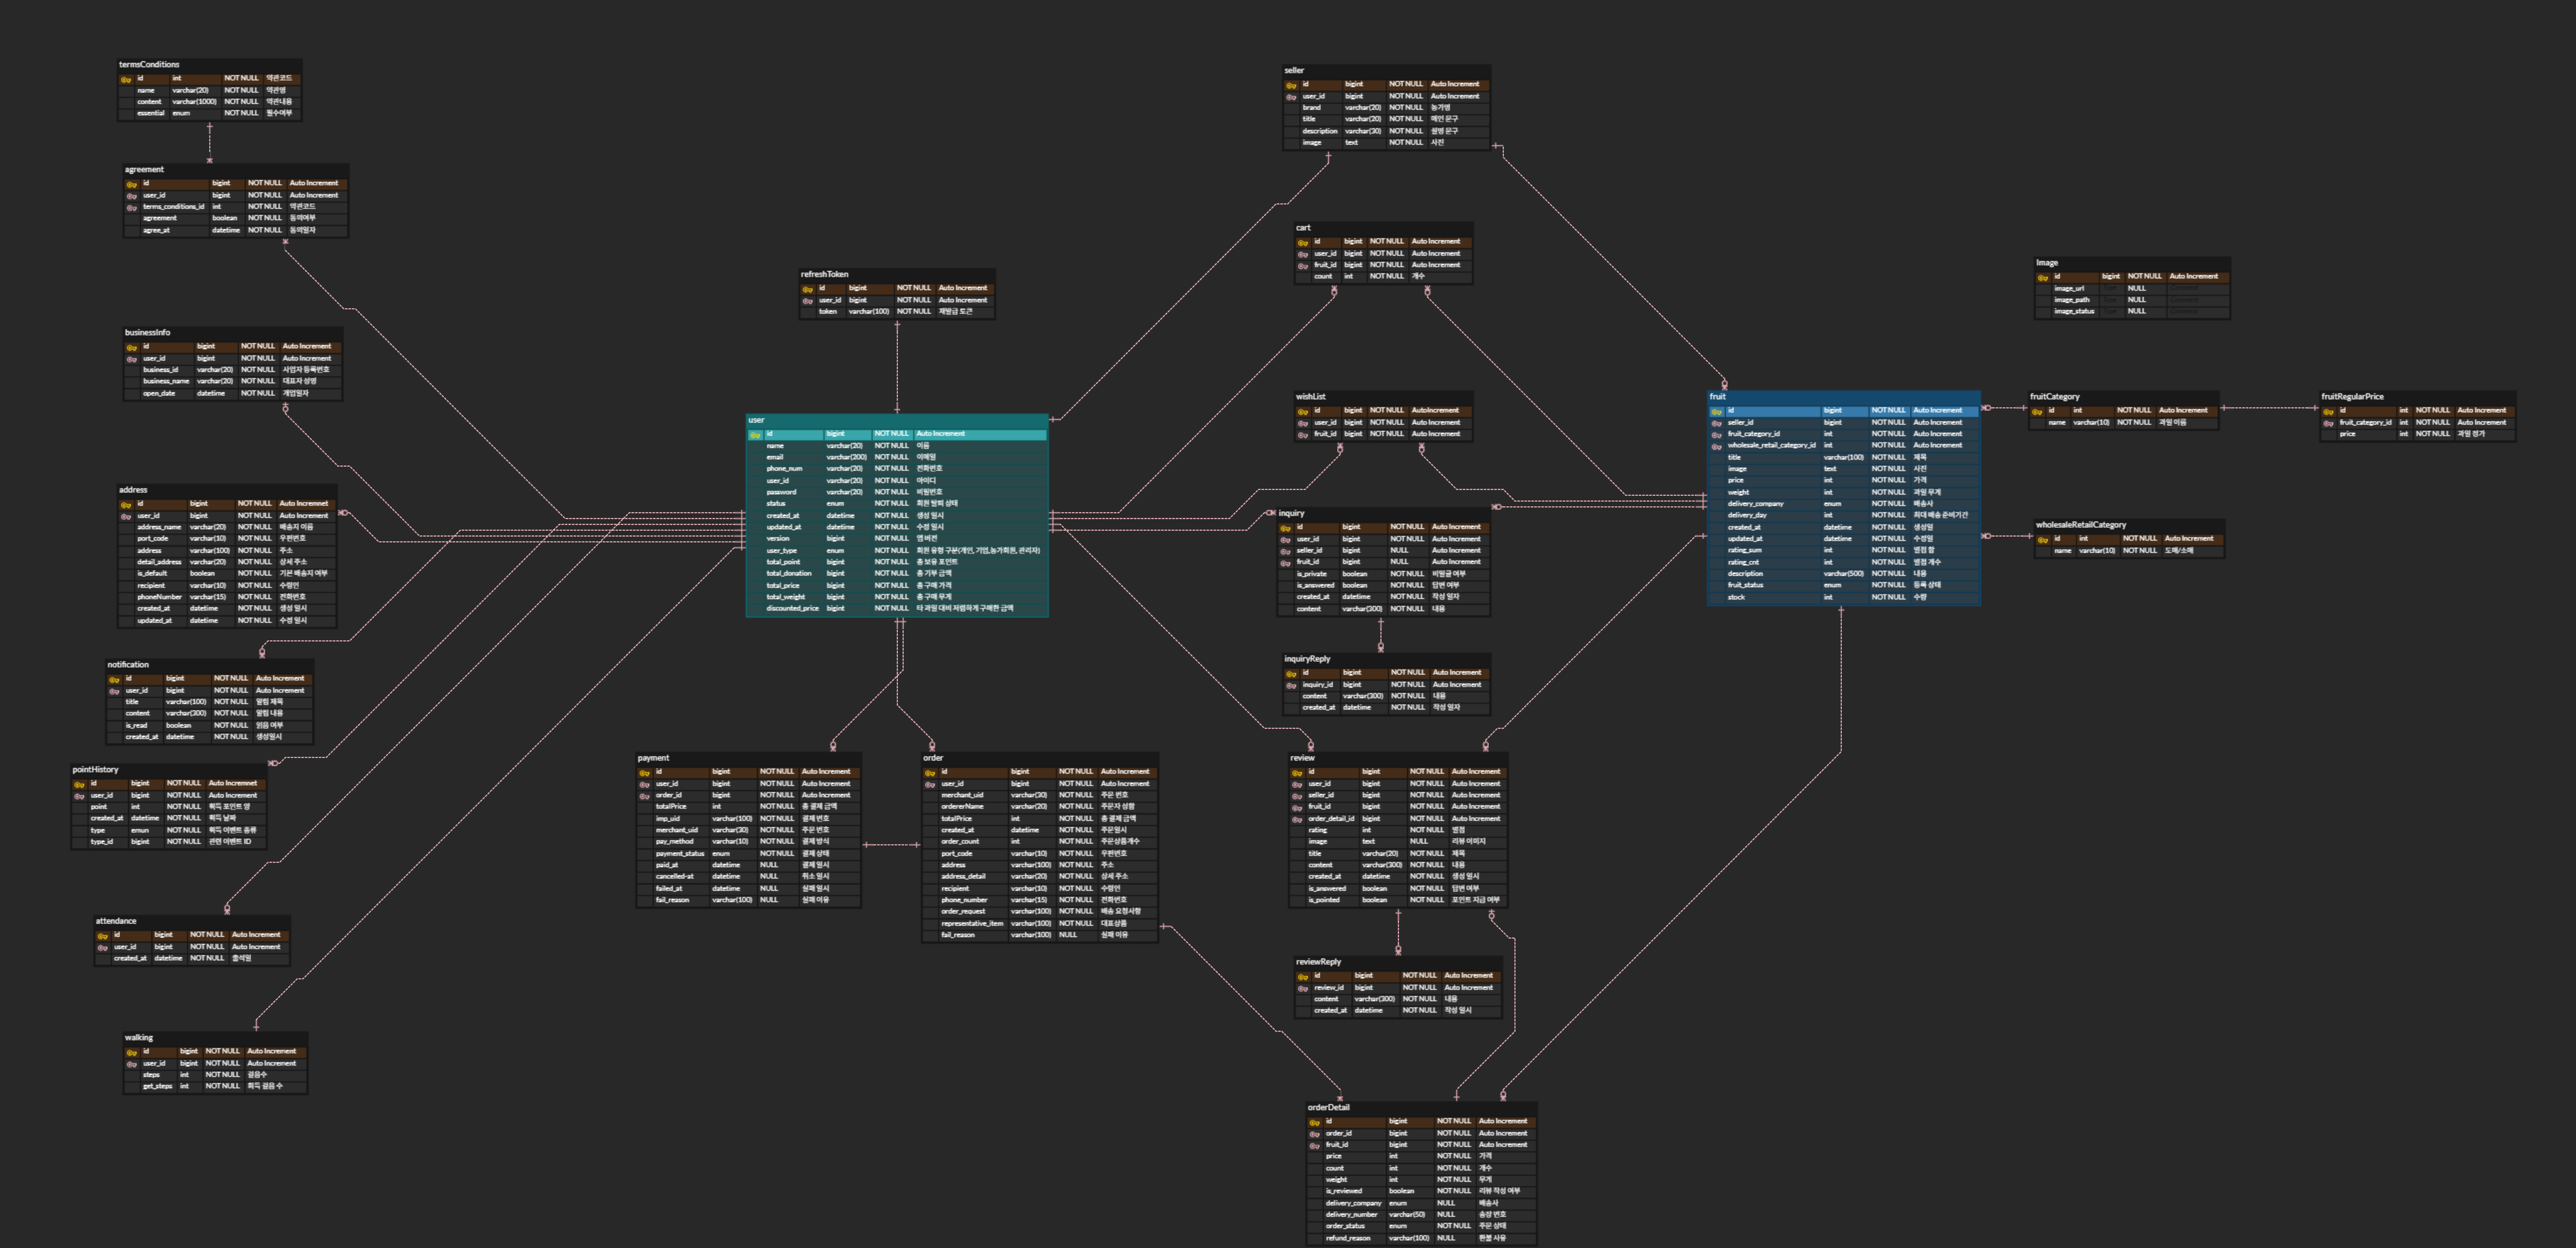 termsConditions
id int NOT NULL 약관코드
name varchar(20) NOT NULL 약관명
content varchar(1000) NOT NULL 약관내용
essential enum NOT NULL 필수여부
agreement
id bigint NOT NULL Auto Increment
user_id bigint NOT NULL Auto Increment
terms_conditions_id int NOT NULL 약관코드
agreement boolean NOT NULL 동의여부
agree_at datetime NOT NULL 동의일자
businessInfo
id bigint NOT NULL Auto Increment
user_id bigint NOT NULL Auto Increment
business_id varchar(20) NOT NULL 사업자 등록번호
business_name varchar(20) NOT NULL 대표자 성명
open_date datetime NOT NULL 개업일자
address
id bigint NOT NULL Auto Incremnet
user_id bigint NOT NULL Auto Increment
address_name varchar(20) NOT NULL 배송지 이름
port_code varchar(10) NOT NULL 우편번호
address varchar(100) NOT NULL 주소
detail_address varchar(20) NOT NULL 상세 주소
is_default boolean NOT NULL 기본 배송지 여부
recipient varchar(10) NOT NULL 수령인
phoneNumber varchar(15) NOT NULL 전화번호
created_at datetime NOT NULL 생성 일시
updated_at datetime NOT NULL 수정 일시
notification
id bigint NOT NULL Auto Increment
user_id bigint NOT NULL Auto Increment
title varchar(100) NOT NULL 알림 제목
content varchar(300) NOT NULL 알림 내용
is_read boolean NOT NULL 읽음 여부
created_at datetime NOT NULL 생성일시
pointHistory
id bigint NOT NULL Auto Incremnet
user_id bigint NOT NULL Auto Increment
point int NOT NULL 획득 포인트 양
created_at datetime NOT NULL 획득 날짜
type emun NOT NULL 획득 이벤트 종류
type_id bigint NOT NULL 관련 이벤트 ID
attendance
id bigint NOT NULL Auto Increment
user_id bigint NOT NULL Auto Increment
created_at datetime NOT NULL 출석일
walking
id bigint NOT NULL Auto Increment
user_id bigint NOT NULL Auto Increment
steps int NOT NULL 걸음수
get_steps int NOT NULL 획득 걸음 수
refreshToken
id bigint NOT NULL Auto Increment
user_id bigint NOT NULL Auto Increment
token varchar(100) NOT NULL 재발급 토큰
user
id bigint NOT NULL Auto Increment
name varchar(20) NOT NULL 이름
email varchar(200) NOT NULL 이메일
phone_num varchar(20) NOT NULL 전화번호
user_id varchar(20) NOT NULL 아이디
password varchar(20) NOT NULL 비밀번호
status enum NOT NULL 회원 탈퇴 상태
created_at datetime NOT NULL 생성 일시
updated_at datetime NOT NULL 수정 일시
version bigint NOT NULL 앱 버전
user_type enum NOT NULL 회원 유형 구분(개인, 기업,농가회원, 관리자)
total_point bigint NOT NULL 총 보유 포인트
total_donation bigint NOT NULL 총 기부 금액
total_price bigint NOT NULL 총 구매 가격
total_weight bigint NOT NULL 총 구매 무게
discounted_price bigint NOT NULL 타 과일 대비 저렴하게 구매한 금액
payment
id bigint NOT NULL Auto Increment
user_id bigint NOT NULL Auto Increment
order_id bigint NOT NULL Auto Increment
totalPrice int NOT NULL 총 결제 금액
imp_uid varchar(100) NOT NULL 결제 번호
merchant_uid varchar(30) NOT NULL 주문 번호
pay_method varchar(10) NOT NULL 결제 방식
payment_status enum NOT NULL 결제 상태
paid_at datetime NULL 결제 일시
cancelled-at datetime NULL 취소 일시
failed_at datetime NULL 실패 일시
fail_reason varchar(100) NULL 실패 이유
order
id bigint NOT NULL Auto Increment
user_id bigint NOT NULL Auto Increment
merchant_uid varchar(30) NOT NULL 주문 번호
ordererName varchar(20) NOT NULL 주문자 성함
totalPrice int NOT NULL 총 결제 금액
created_at datetime NOT NULL 주문일시
order_count int NOT NULL 주문상품개수
port_code varchar(10) NOT NULL 우편번호
address varchar(100) NOT NULL 주소
address_detail varchar(20) NOT NULL 상세 주소
recipient varchar(10) NOT NULL 수령인
phone_number varchar(15) NOT NULL 전화번호
order_request varchar(100) NOT NULL 배송 요청사항
representative_item varchar(100) NOT NULL 대표상품
fail_reason varchar(100) NULL 실패 이유
seller
id bigint NOT NULL Auto Increment
user_id bigint NOT NULL Auto Increment
brand varchar(20) NOT NULL 농가명
title varchar(20) NOT NULL 메인 문구
description varchar(30) NOT NULL 설명 문구
image text NOT NULL 사진
cart
id bigint NOT NULL Auto Increment
user_id bigint NOT NULL Auto Increment
fruit_id bigint NOT NULL Auto Increment
count int NOT NULL 개수
wishList
id bigint NOT NULL AutoIncrement
user_id bigint NOT NULL Auto Increment
fruit_id bigint NOT NULL Auto Increment
inquiry
id bigint NOT NULL Auto Increment
user_id bigint NOT NULL Auto Increment
seller_id bigint NULL Auto Increment
fruit_id bigint NULL Auto Increment
is_private boolean NOT NULL 비밀글 여부
is_answered boolean NOT NULL 답변 여부
created_at datetime NOT NULL 작성 일자
content varchar(300) NOT NULL 내용
inquiryReply
id bigint NOT NULL Auto Increment
inquiry_id bigint NOT NULL Auto Increment
content varchar(300) NOT NULL 내용
created_at datetime NOT NULL 작성 일자
review
id bigint NOT NULL Auto Increment
user_id bigint NOT NULL Auto Increment
seller_id bigint NOT NULL Auto Increment
fruit_id bigint NOT NULL Auto Increment
order_detail_id bigint NOT NULL Auto Increment
rating int NOT NULL 별점
image text NULL 리뷰 이미지
title varchar(20) NOT NULL 제목
content varchar(300) NOT NULL 내용
created_at datetime NOT NULL 생성 일시
is_answered boolean NOT NULL 답변 여부
is_pointed boolean NOT NULL 포인트 지급 여부
reviewReply
id bigint NOT NULL Auto Increment
review_id bigint NOT NULL Auto Increment
content varchar(300) NOT NULL 내용
created_at datetime NOT NULL 작성 일시
orderDetail
id bigint NOT NULL Auto Increment
order_id bigint NOT NULL Auto Increment
fruit_id bigint NOT NULL Auto Increment
price int NOT NULL 가격
count int NOT NULL 개수
weight int NOT NULL 무게
is_reviewed boolean NOT NULL 리뷰 작성 여부
delivery_company enum NULL 배송사
delivery_number varchar(50) NULL 송장 번호
order_status enum NOT NULL 주문 상태
refund_reason varchar(100) NULL 환불 사유
fruit
id bigint NOT NULL Auto Increment
seller_id bigint NOT NULL Auto Increment
fruit_category_id int NOT NULL Auto Increment
wholesale_retail_category_id int NOT NULL Auto Increment
title varchar(100) NOT NULL 제목
image text NOT NULL 사진
price int NOT NULL 가격
weight int NOT NULL 과일 무게
delivery_company enum NOT NULL 배송사
delivery_day int NOT NULL 최대 배송 준비기간
created_at datetime NOT NULL 생성일
updated_at datetime NOT NULL 수정일
rating_sum int NOT NULL 별점 합
rating_cnt int NOT NULL 별점 개수
description varchar(500) NOT NULL 내용
fruit_status enum NOT NULL 등록 상태
stock int NOT NULL 수량
Image
id bigint NOT NULL Auto Increment
image_url Type NULL Comment
image_path Type NULL Comment
image_status Type NULL Comment
fruitCategory
id int NOT NULL Auto Increment
name varchar(10) NOT NULL 과일 이름
wholesaleRetailCategory
id int NOT NULL Auto Increment
name varchar(10) NOT NULL 도매/소매
fruitRegularPrice
id int NOT NULL Auto Increment
fruit_category_id int NOT NULL Auto Increment
price int NOT NULL 과일 정가